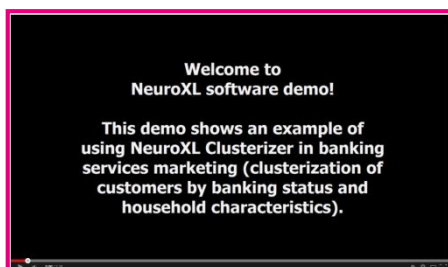 Welcome to
NeuroXL software demo!
This demo shows an example of
using NeuroXL Clusterizer in banking
services marketing (clusterization of
customers by banking status and
household characteristics).